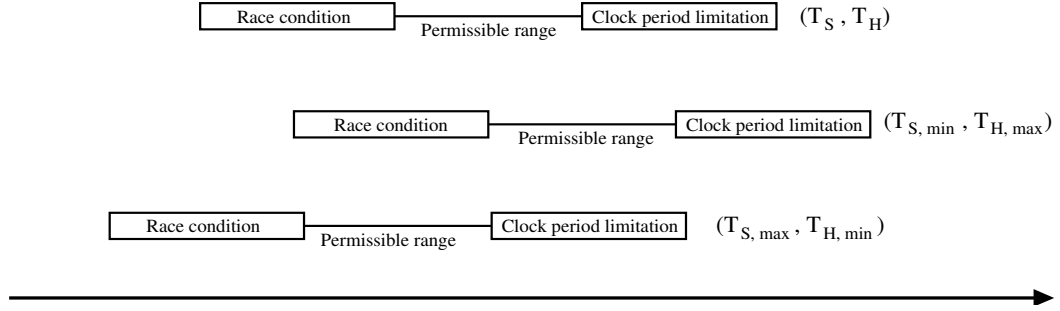 Race condition Permissible range Clock period limitation (T_S , T_H)
Race condition Permissible range Clock period limitation (T_S, min , T_H, max)
Race condition Permissible range Clock period limitation (T_S, max , T_H, min)